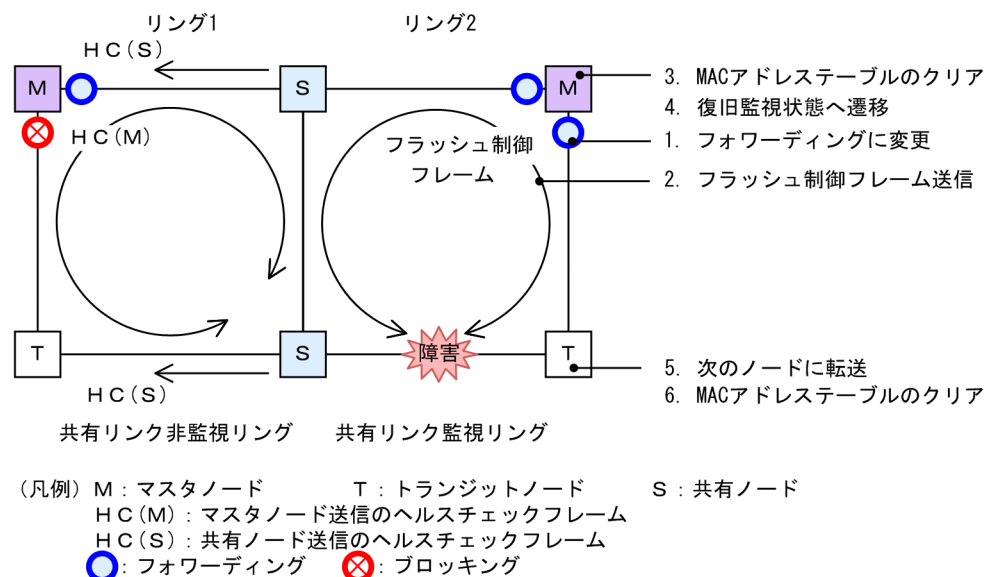 リング1
リング2
HC(S)
M
S
M
3. MACアドレステーブルのクリア
4. 復旧監視状態へ遷移
HC(M)
フラッシュ制御
フレーム
1. フォワーディングに変更
2. フラッシュ制御フレーム送信
T
S
障害
T
5. 次のノードに転送
6. MACアドレステーブルのクリア
HC(S)
共有リンク非監視リング
共有リンク監視リング
(凡例) M：マスタノード T：トランジットノード S：共有ノード
HC(M)：マスタノード送信のヘルスチェックフレーム
HC(S)：共有ノード送信のヘルスチェックフレーム
：フォワーディング ：ブロッキング